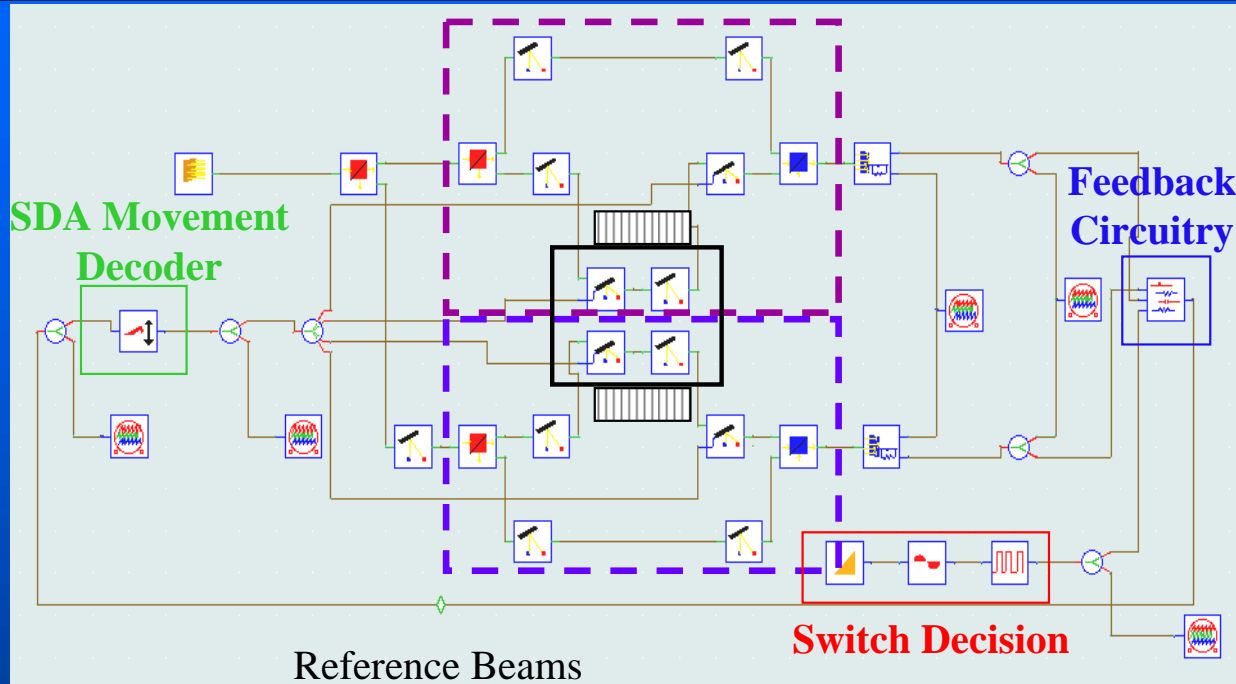 SDA Movement
Decoder
Feedback
Circuitry
Switch Decision
Reference Beams